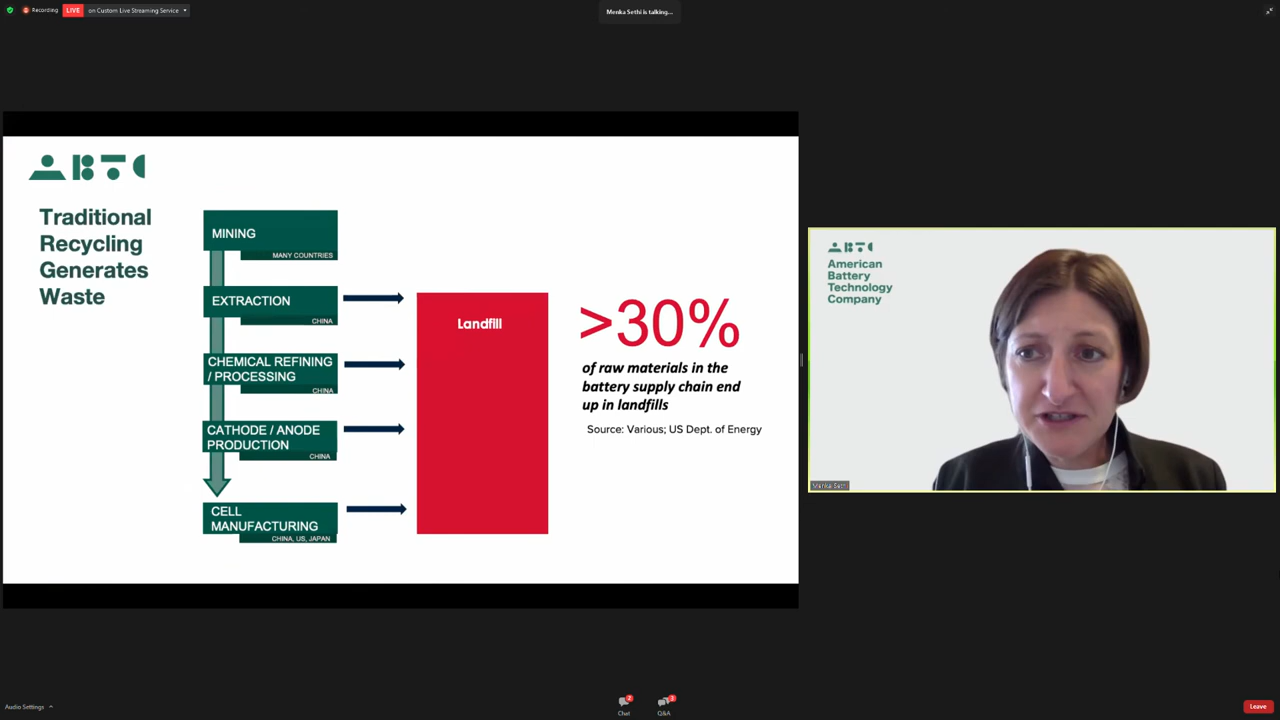 Recording
LIVE
on Custom Live Streaming Service
Menka Sethi is talking...
ABTC
Traditional
Recycling
Generates
Waste
MINING
MANY COUNTRIES
EXTRACTION
CHINA
CHEMICAL REFINING
/ PROCESSING
CHINA
CATHODE / ANODE
PRODUCTION
CHINA
CELL
MANUFACTURING
CHINA, US, JAPAN
Landfill
>30%
of raw materials in the
battery supply chain end
up in landfills
Source: Various; US Dept. of Energy
ABTC
American
Battery
Technology
Company
Menka Sethi
Audio Settings
Chat
Q&A
Leave